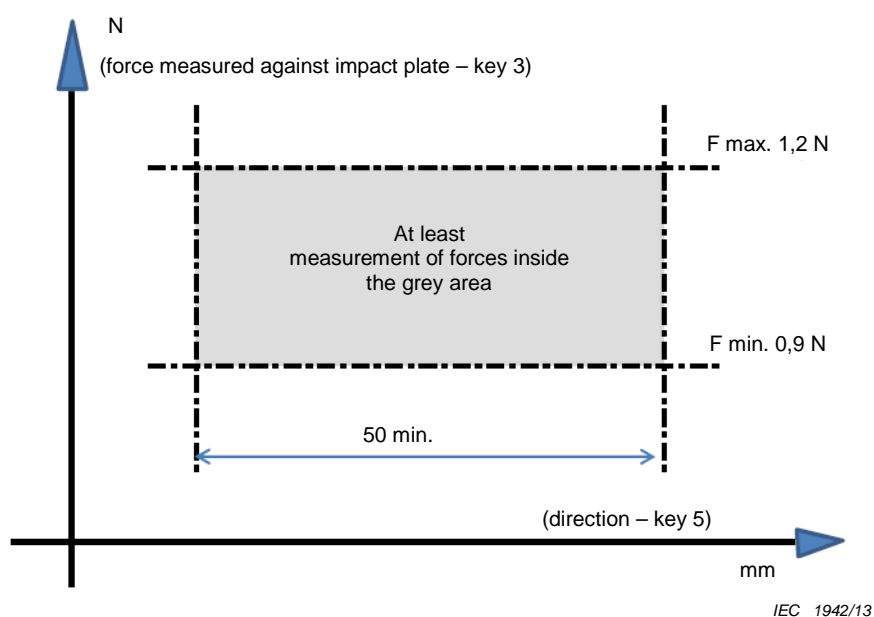 N
(force measured against impact plate – key 3)
F max. 1,2 N
At least
measurement of forces inside
the grey area
F min. 0,9 N
50 min.
(direction – key 5)
mm
IEC 1942/13